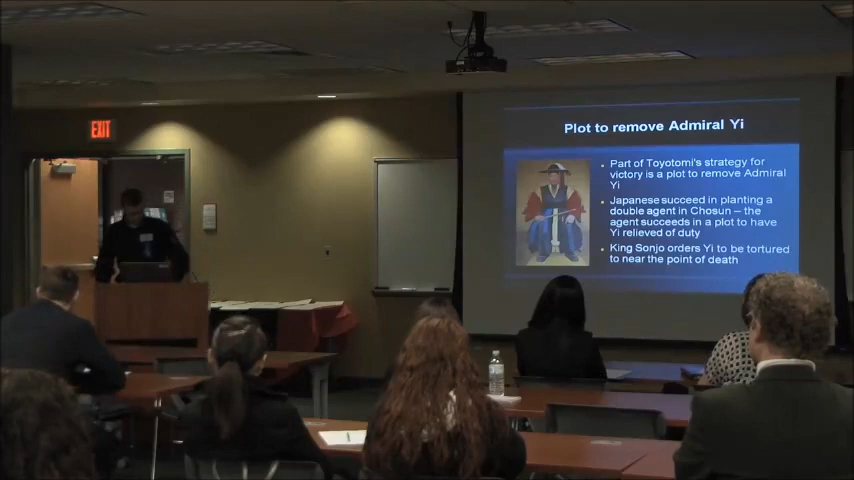 EXIT
Plot to remove Admiral Yi
Part of Toyotomi's strategy for
victory is a plot to remove Admiral
Yi
Japanese succeed in planting a
double agent in Chosun – the
agent succeeds in a plot to have
Yi relieved of duty
King Sonjo orders Yi to be tortured
to near the point of death